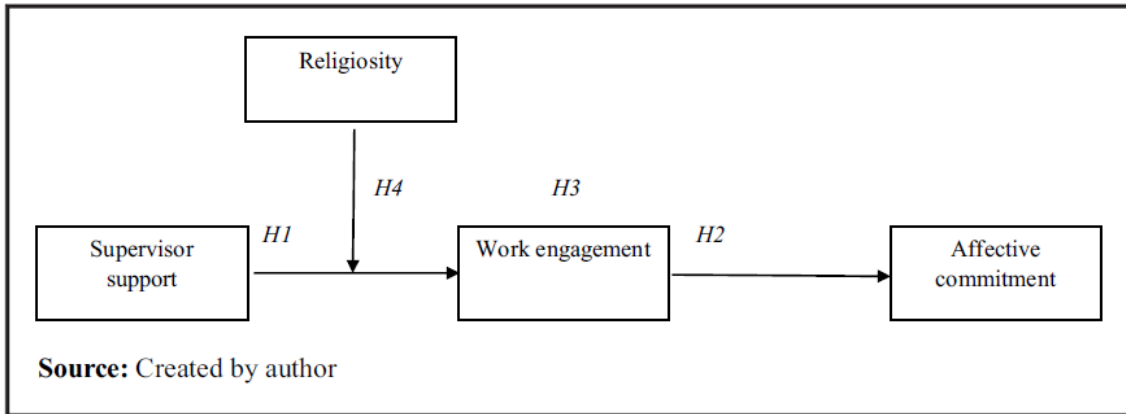 Religiosity
H4
H3
H1
H2
Supervisor
support
Work engagement
Affective
commitment
Source: Created by author